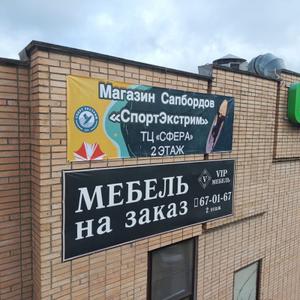 Магазин Сапбордов
«СпортЭкстрим»
ТЦ «СФЕРА»
2 ЭТАЖ
МЕБЕЛЬ
на заказ
V
VIP
МЕБЕЛЬ
67-01-67
2 этаж